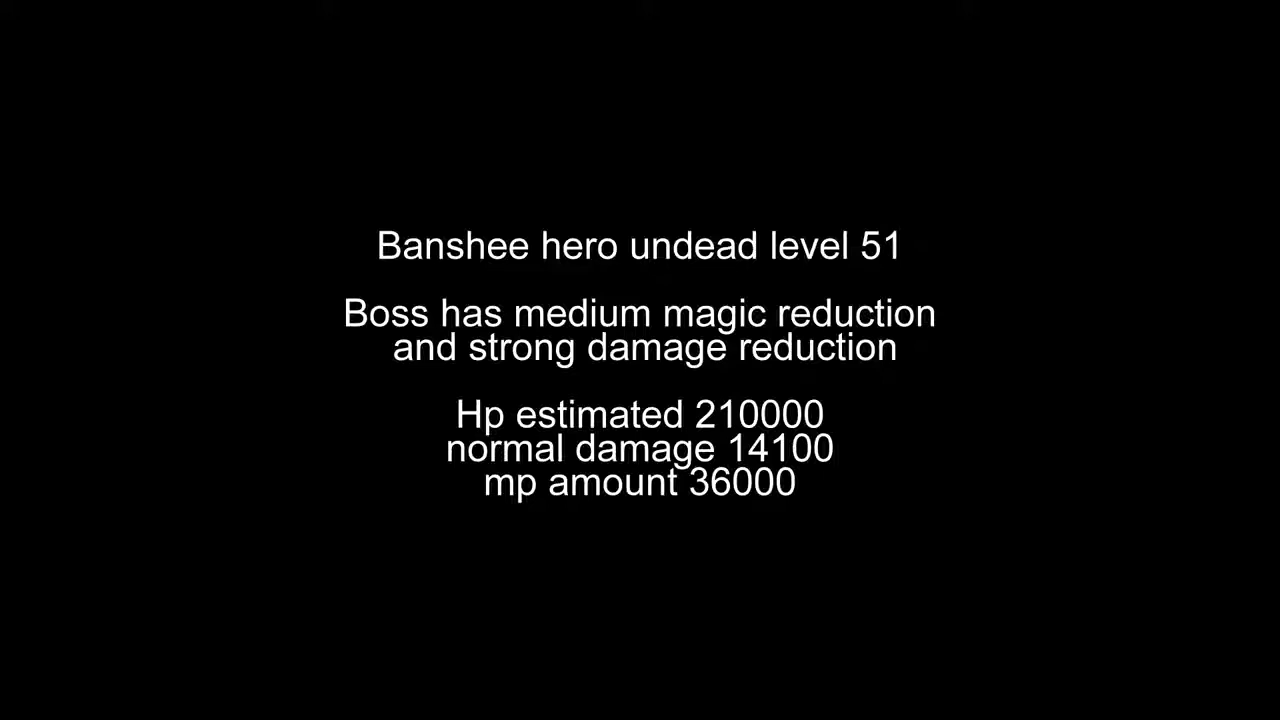 Banshee hero undead level 51
Boss has medium magic reduction
and strong damage reduction
Hp estimated 210000
normal damage 14100
mp amount 36000